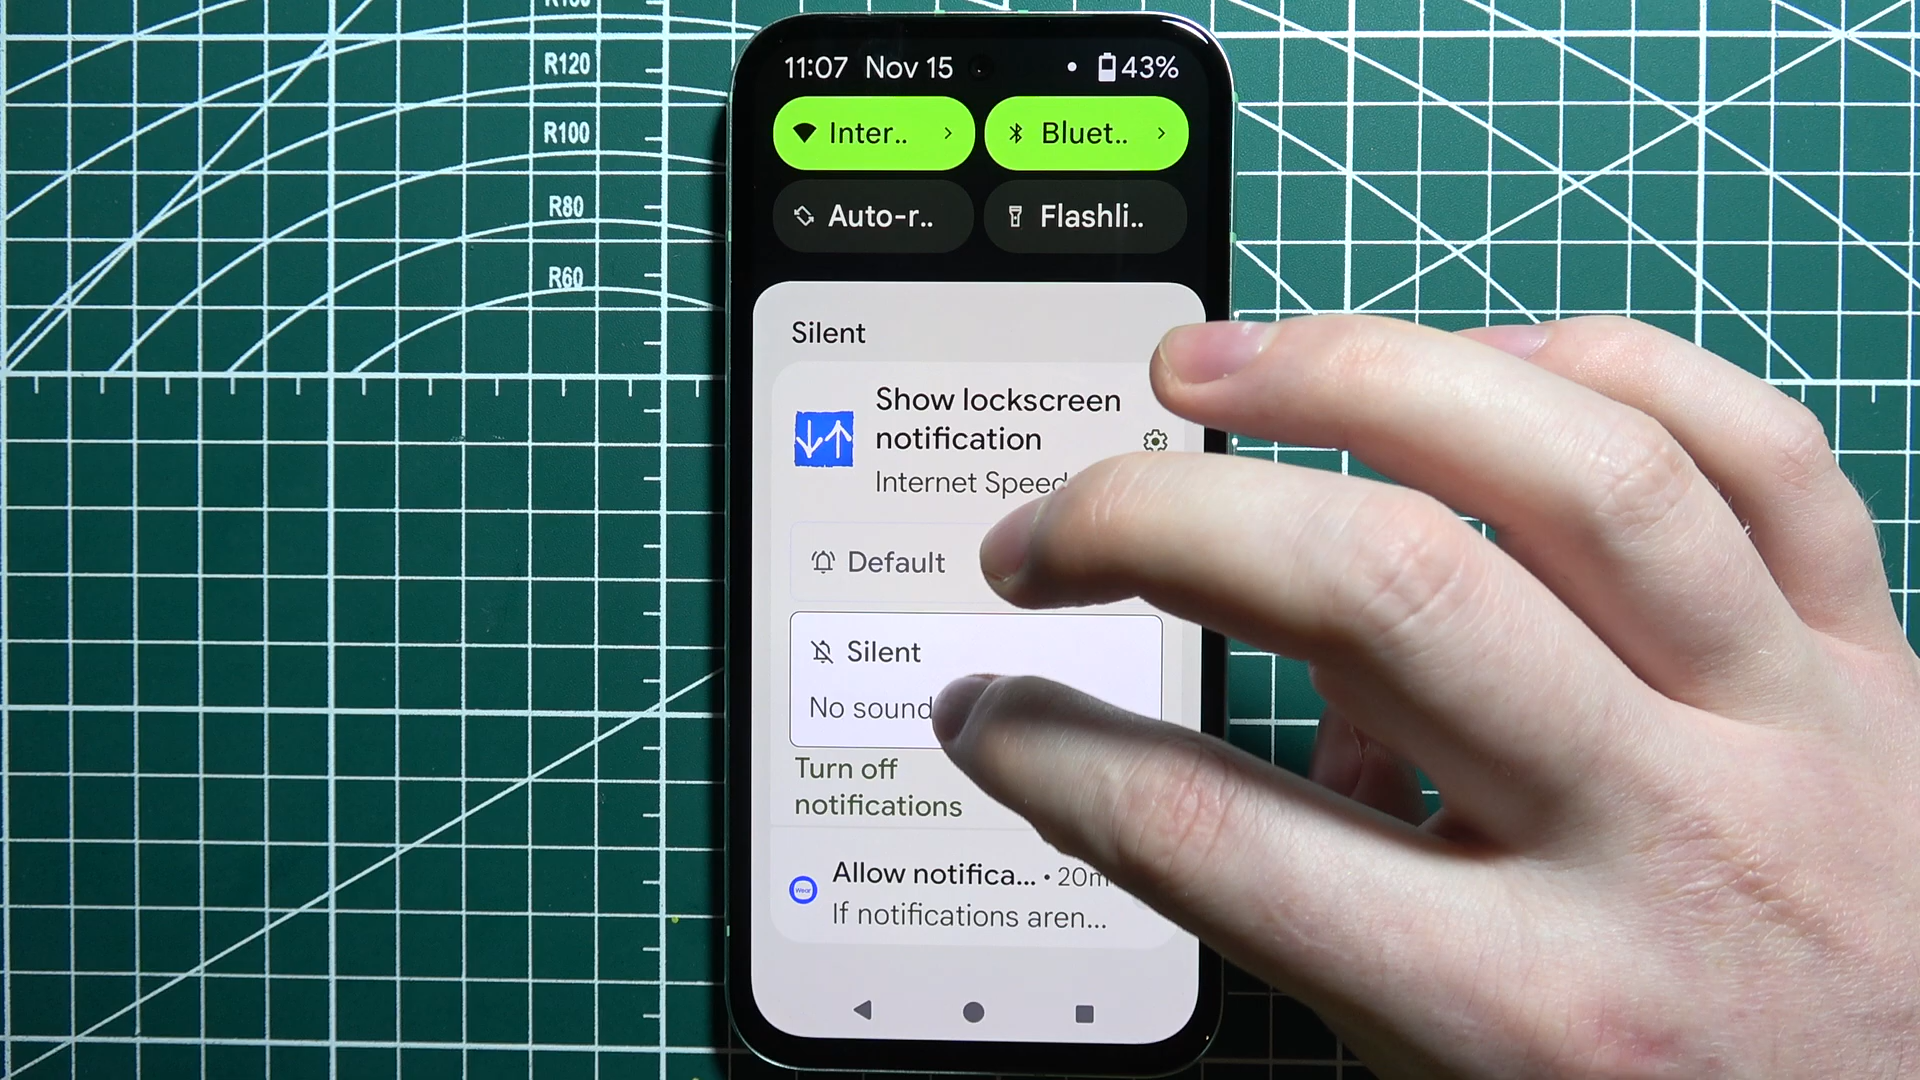 R120
R100
R80
R60
11:07 Nov 15
43%
Inter..
Bluet..
Auto-r..
Flashli..
Silent
Show lockscreen
notification
Internet Speed
Default
Silent
No sound
Turn off
notifications
Allow notifica... • 20m
If notifications aren...
Wear